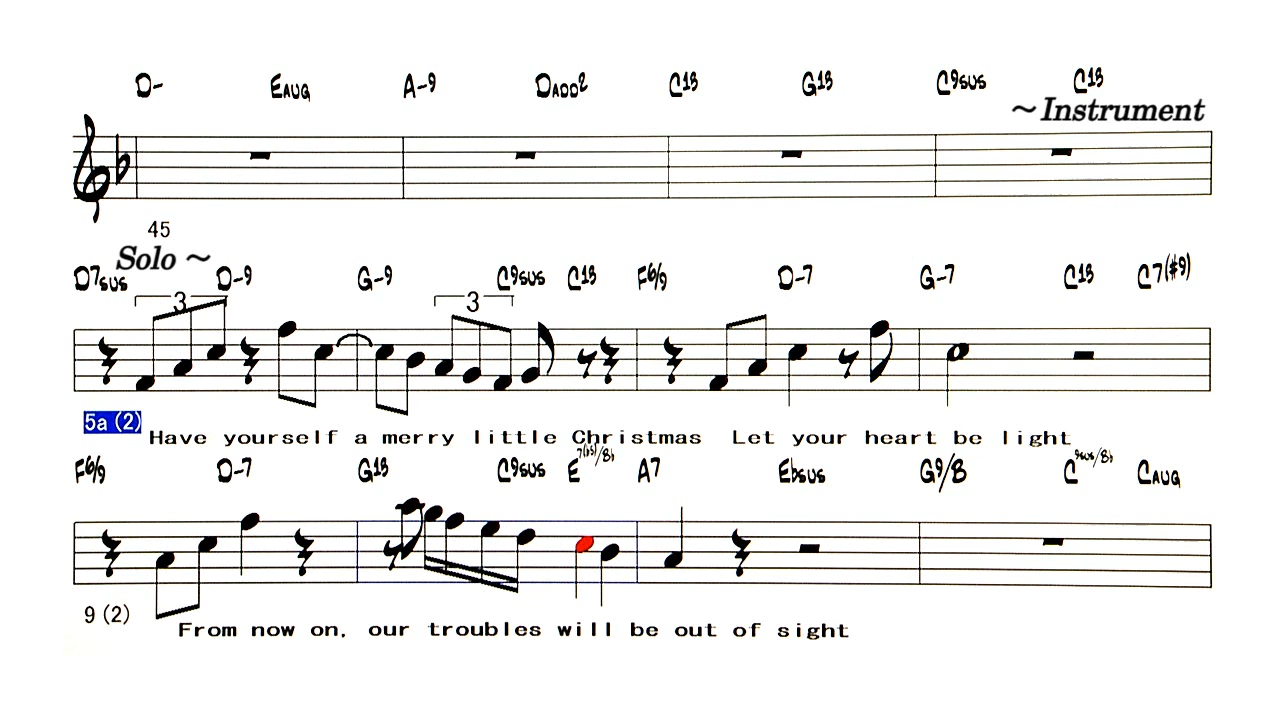 D- EAUG A-9 DADD2 C13 G13 C9SUS C13
~ Instrument
45
Solo ~
D7SUS D-9 G-9 C9SUS C13 F6/9 D-7 G-7 C13 C7(#9)
3 3
5a (2)
Have yourself a merry little Christmas Let your heart be light
F6/9 D-7 G13 C9SUS E7(b5)/Bb A7 EbSUS G9/B C9sus/Bb CAUG
9 (2)
From now on, our troubles will be out of sight